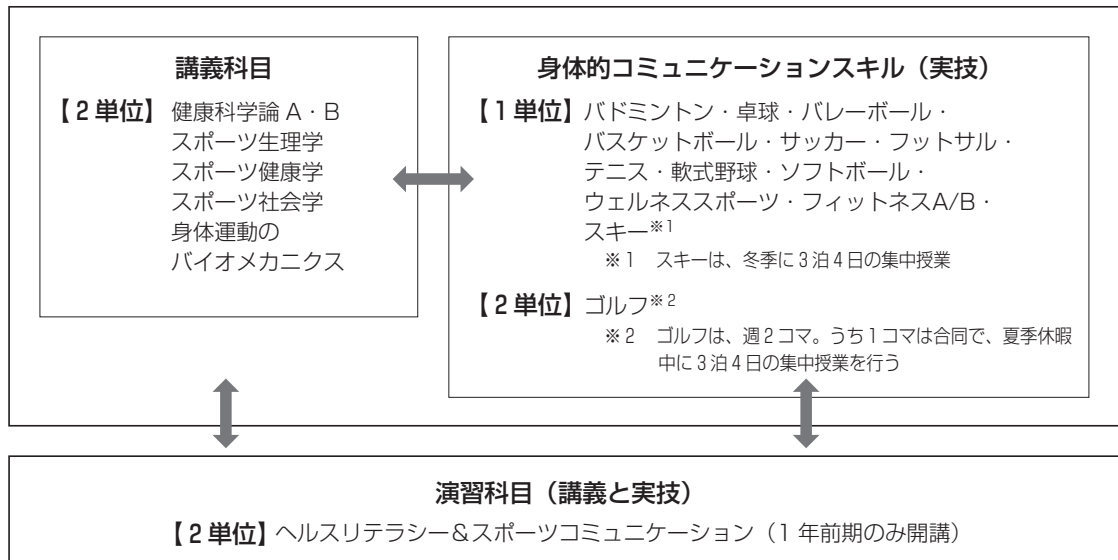 講義科目
【2単位】健康科学論 A・B
スポーツ生理学
スポーツ健康学
スポーツ社会学
身体運動の
バイオメカニクス
身体的コミュニケーションスキル（実技）
【1単位】バドミントン・卓球・バレーボール・
バスケットボール・サッカー・フットサル・
テニス・軟式野球・ソフトボール・
ウェルネススポーツ・フィットネスA/B・
スキー※1
※1 スキーは、冬季に3泊4日の集中授業
【2単位】ゴルフ※2
※2 ゴルフは、週2コマ。うち1コマは合同で、夏季休暇
中に3泊4日の集中授業を行う
演習科目（講義と実技）
【2単位】ヘルスリテラシー＆スポーツコミュニケーション（1年前期のみ開講）